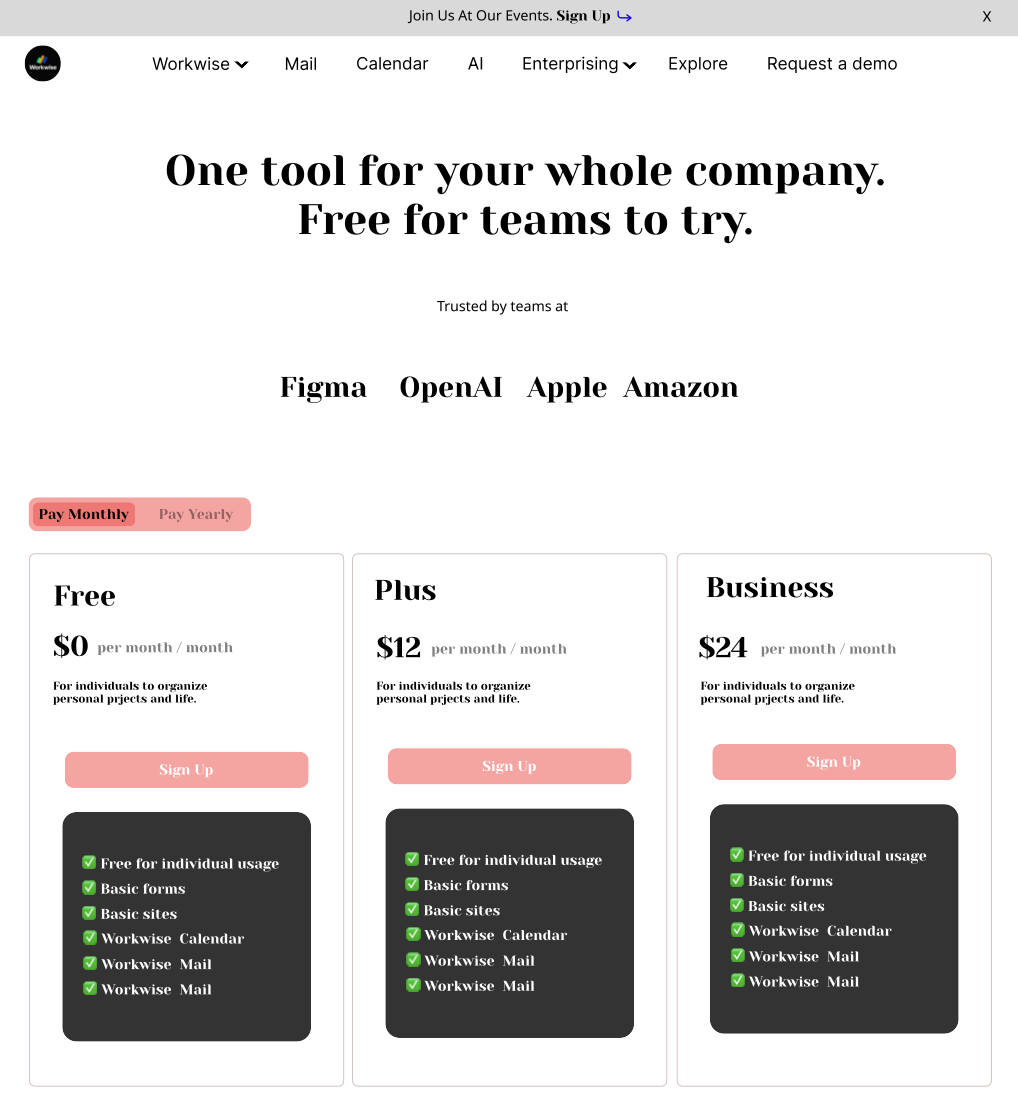 Join Us At Our Events. Sign Up
X
Workwise
Workwise Mail Calendar AI Enterprising Explore Request a demo
One tool for your whole company.
Free for teams to try.
Trusted by teams at
Figma OpenAI Apple Amazon
Pay Monthly Pay Yearly
Free
$0 per month / month
For individuals to organize
personal prjects and life.
Sign Up
✅ Free for individual usage
✅ Basic forms
✅ Basic sites
✅ Workwise Calendar
✅ Workwise Mail
✅ Workwise Mail
Plus
$12 per month / month
For individuals to organize
personal prjects and life.
Sign Up
✅ Free for individual usage
✅ Basic forms
✅ Basic sites
✅ Workwise Calendar
✅ Workwise Mail
✅ Workwise Mail
Business
$24 per month / month
For individuals to organize
personal prjects and life.
Sign Up
✅ Free for individual usage
✅ Basic forms
✅ Basic sites
✅ Workwise Calendar
✅ Workwise Mail
✅ Workwise Mail